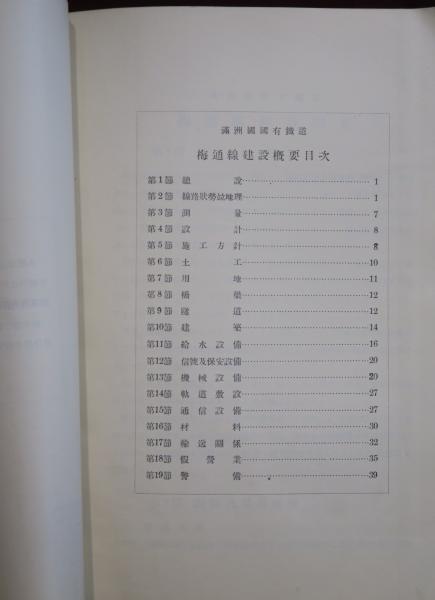 滿洲國國有鐵道
梅通線建設槪要目次
第1節 總說 1
第2節 線路狀勢並地理 1
第3節 測量 7
第4節 設計 8
第5節 施工方針 8
第6節 土工 10
第7節 用地 11
第8節 橋梁 12
第9節 隧道 12
第10節 建築 14
第11節 給水設備 16
第12節 信號及保安設備 20
第13節 機械設備 20
第14節 軌道敷設 27
第15節 通信設備 27
第16節 材料 30
第17節 輸送關係 32
第18節 假營業 35
第19節 警備 39